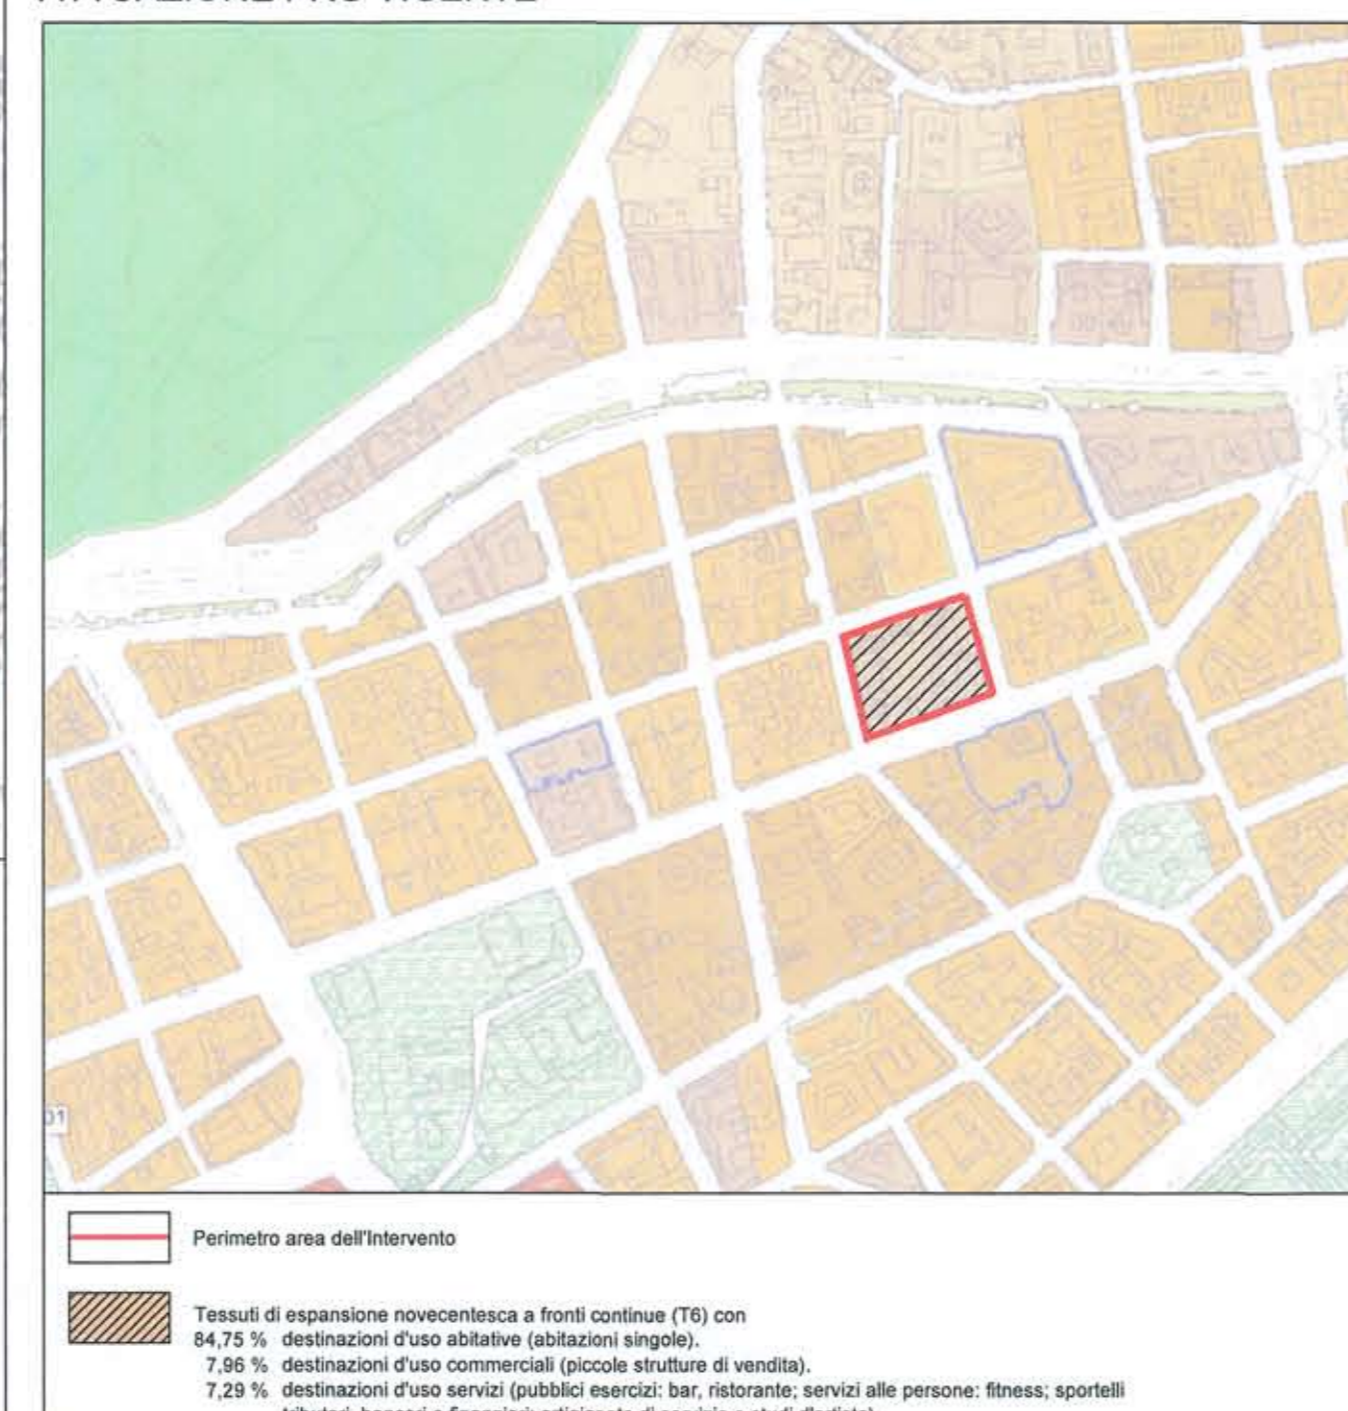 01
Perimetro area dell'Intervento
Tessuti di espansione novecentesca a fronti continue (T6) con
84,75 % destinazioni d'uso abitative (abitazioni singole).
7,96 % destinazioni d'uso commerciali (piccole strutture di vendita).
7,29 % destinazioni d'uso servizi (pubblici esercizi: bar, ristorante; servizi alle persone: fitness; sportelli